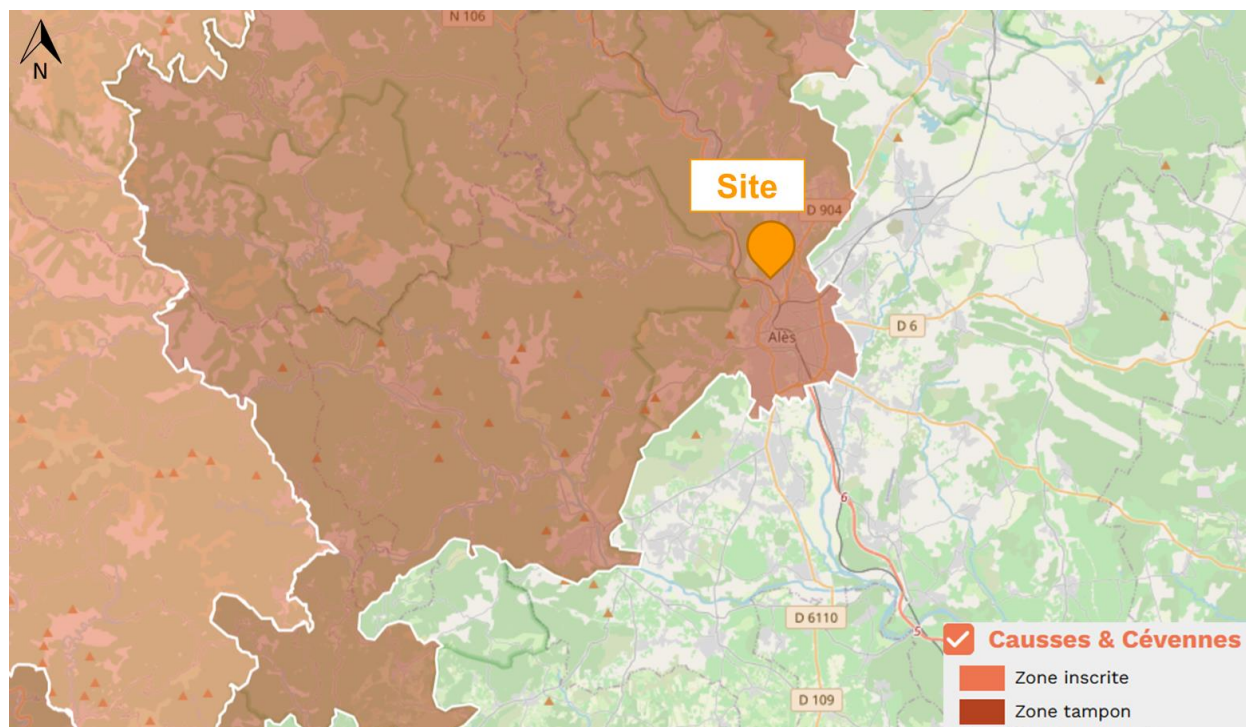 N 106
N
Site
D 904
D 6
Alès
6
D 6110
5
D 109
Causses & Cévennes
Zone inscrite
Zone tampon